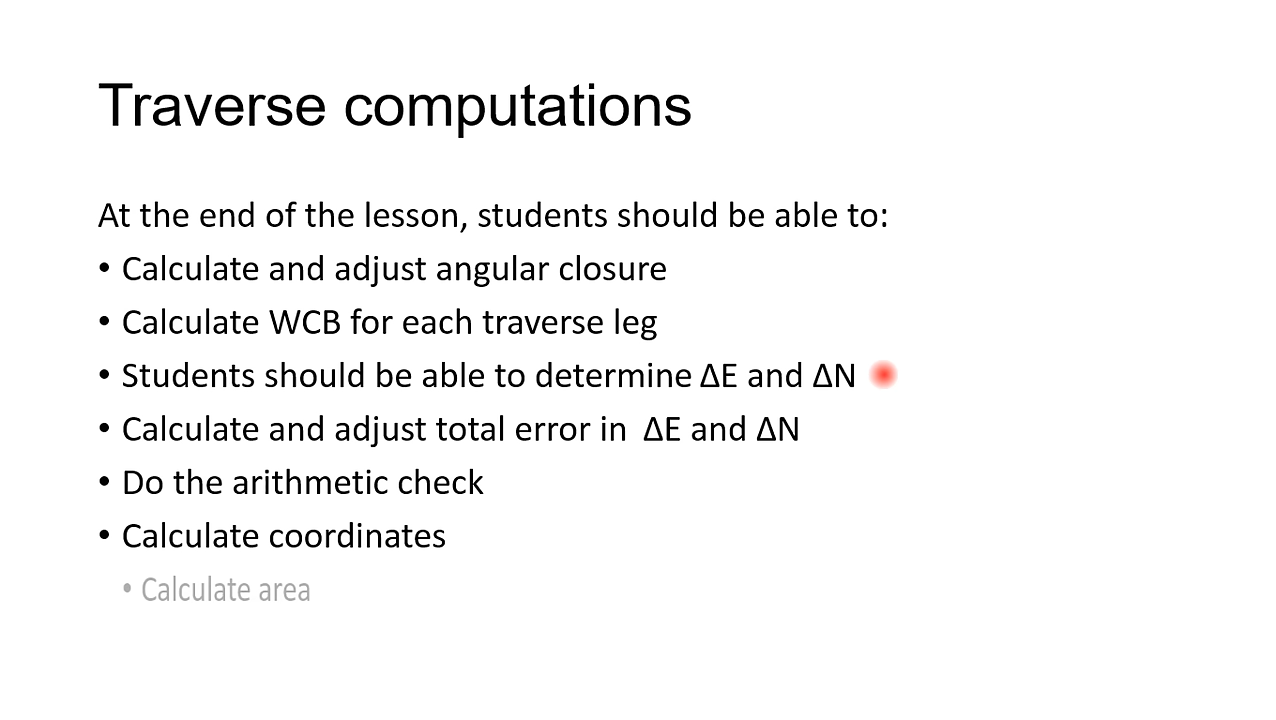 Traverse computations
At the end of the lesson, students should be able to:
• Calculate and adjust angular closure
• Calculate WCB for each traverse leg
• Students should be able to determine ΔE and ΔN
• Calculate and adjust total error in ΔE and ΔN
• Do the arithmetic check
• Calculate coordinates
• Calculate area